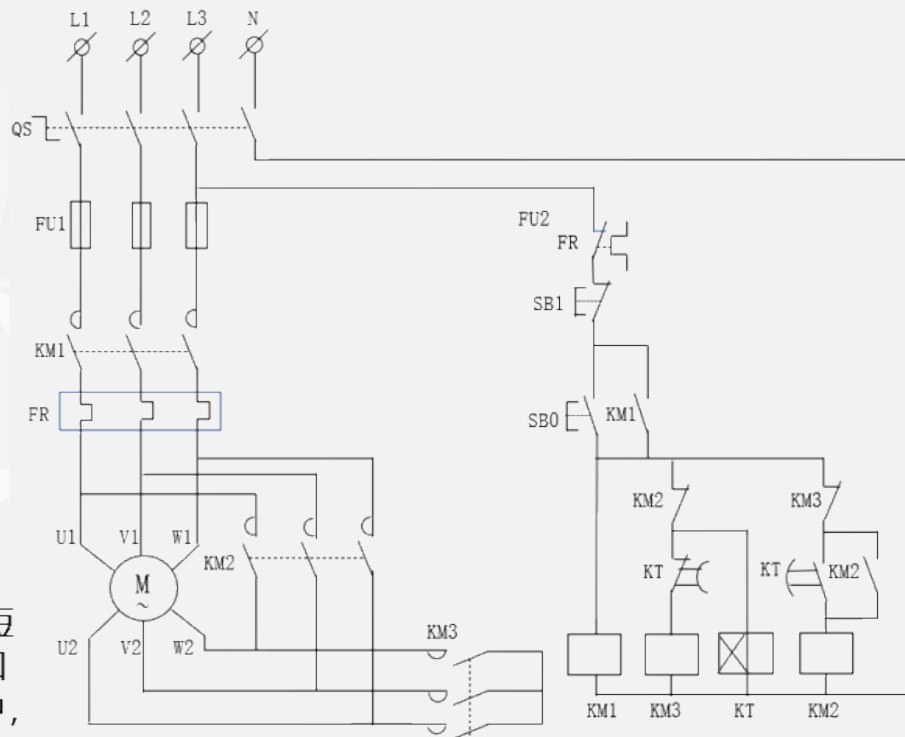 L1 L2 L3 N
QS
FU1
FU2
FR
SB1
KM1
FR
SB0 KM1
KM2 KM3
U1 V1 W1
KM2
KT KT KM2
M
~
U2 V2 W2
KM3
KM1 KM3 KT KM2